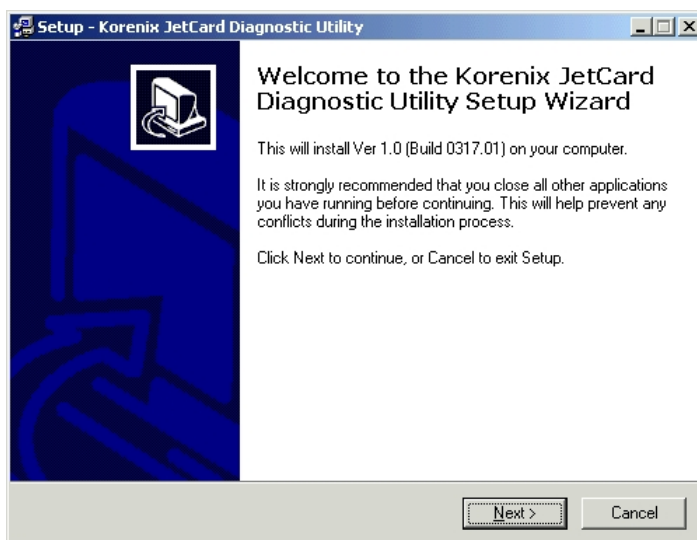 Setup - Korenix JetCard Diagnostic Utility
Welcome to the Korenix JetCard
Diagnostic Utility Setup Wizard
This will install Ver 1.0 (Build 0317.01) on your computer.
It is strongly recommended that you close all other applications
you have running before continuing. This will help prevent any
conflicts during the installation process.
Click Next to continue, or Cancel to exit Setup.
Next >
Cancel